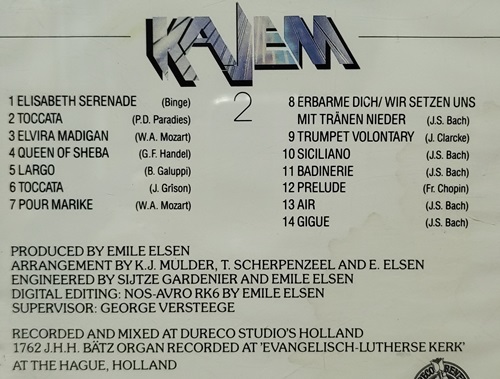 KAJEM
2
1 ELISABETH SERENADE (Binge)
2 TOCCATA (P.D. Paradies)
3 ELVIRA MADIGAN (W.A. Mozart)
4 QUEEN OF SHEBA (G.F. Handel)
5 LARGO (B. Galuppi)
6 TOCCATA (J. Grison)
7 POUR MARIKE (W.A. Mozart)
8 ERBARME DICH/ WIR SETZEN UNS
MIT TRÄNEN NIEDER (J.S. Bach)
9 TRUMPET VOLONTARY (J. Clarcke)
10 SICILIANO (J.S. Bach)
11 BADINERIE (J.S. Bach)
12 PRELUDE (Fr. Chopin)
13 AIR (J.S. Bach)
14 GIGUE (J.S. Bach)
PRODUCED BY EMILE ELSEN
ARRANGEMENT BY K.J. MULDER, T. SCHERPENZEEL AND E. ELSEN
ENGINEERED BY SIJTZE GARDENIER AND EMILE ELSEN
DIGITAL EDITING: NOS-AVRO RK6 BY EMILE ELSEN
SUPERVISOR: GEORGE VERSTEEGE
RECORDED AND MIXED AT DURECO STUDIO'S HOLLAND
1762 J.H.H. BÄTZ ORGAN RECORDED AT 'EVANGELISCH-LUTHERSE KERK'
AT THE HAGUE, HOLLAND